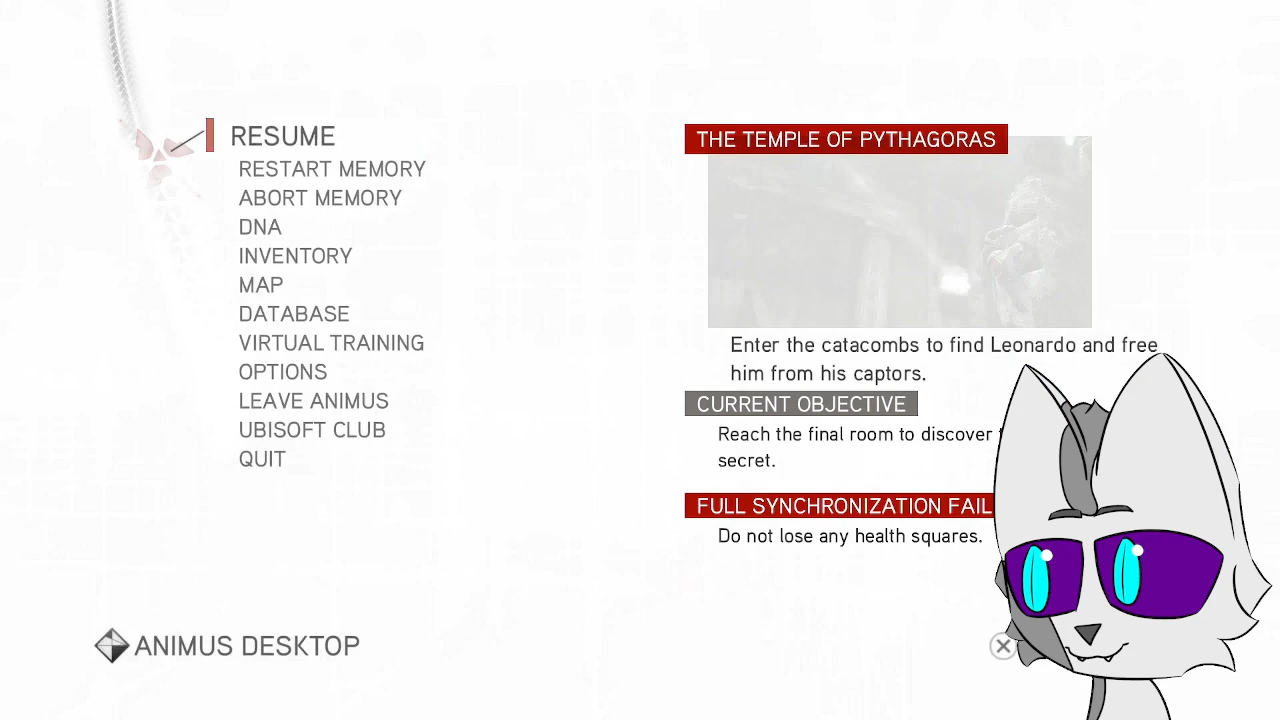 RESUME
RESTART MEMORY
ABORT MEMORY
DNA
INVENTORY
MAP
DATABASE
VIRTUAL TRAINING
OPTIONS
LEAVE ANIMUS
UBISOFT CLUB
QUIT
ANIMUS DESKTOP
THE TEMPLE OF PYTHAGORAS
Enter the catacombs to find Leonardo and free
him from his captors.
CURRENT OBJECTIVE
Reach the final room to discover
secret.
FULL SYNCHRONIZATION FAIL
Do not lose any health squares.